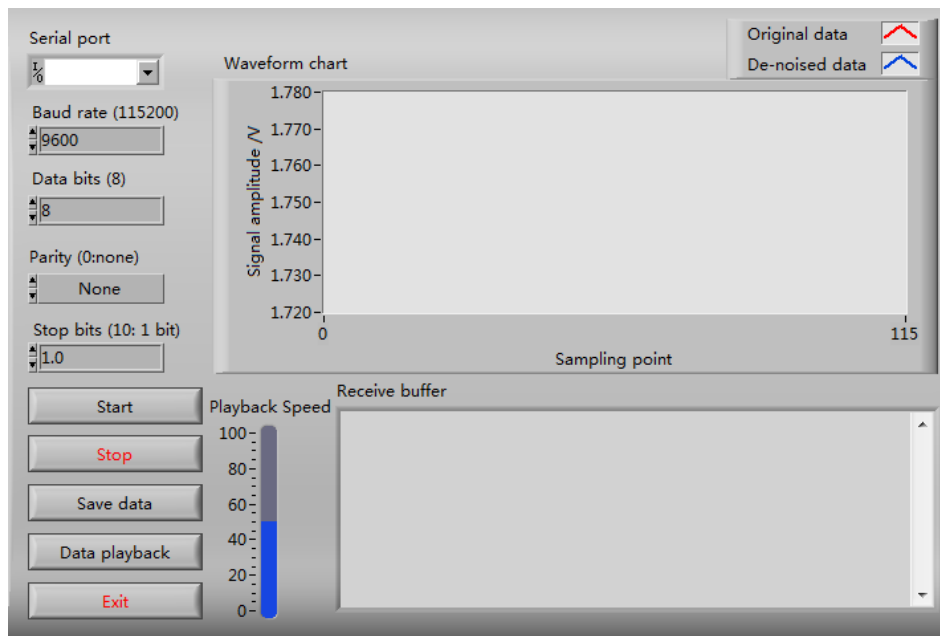 Serial port
I/O
Baud rate (115200)
9600
Data bits (8)
8
Parity (0:none)
None
Stop bits (10: 1 bit)
1.0
Start
Stop
Save data
Data playback
Exit
Original data
De-noised data
Waveform chart
Signal amplitude /V
1.780
1.770
1.760
1.750
1.740
1.730
1.720
0
115
Sampling point
Playback Speed
100
80
60
40
20
0
Receive buffer